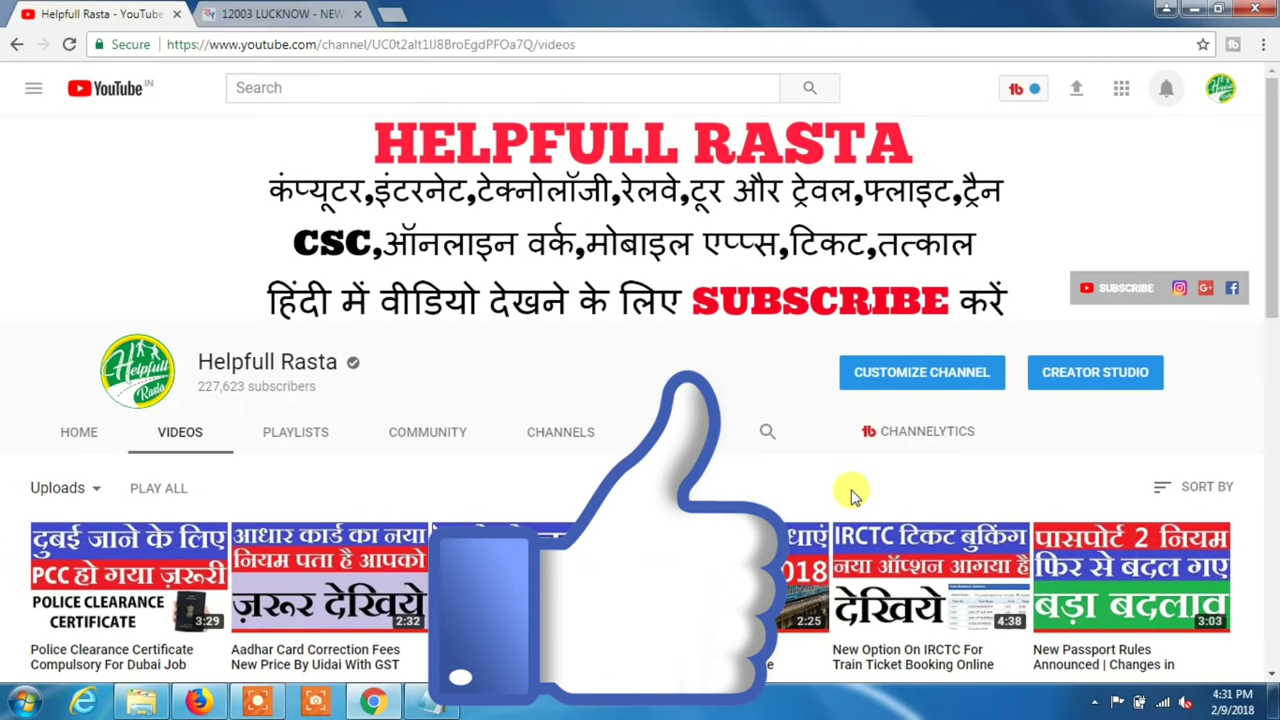 Helpfull Rasta - YouTube
12003 LUCKNOW - NEW
Secure
https://www.youtube.com/channel/UC0t2alt1lJ8BroEgdPFOa7Q/videos
YouTube IN
Search
HELPFULL RASTA
कंप्यूटर,इंटरनेट,टेक्नोलॉजी,रेलवे,टूर और ट्रेवल,फ्लाइट,ट्रैन
CSC,ऑनलाइन वर्क,मोबाइल एप्प्स,टिकट,तत्काल
हिंदी में वीडियो देखने के लिए SUBSCRIBE करें
SUBSCRIBE
Helpfull Rasta
Helpfull Rasta
227,623 subscribers
CUSTOMIZE CHANNEL
CREATOR STUDIO
HOME
VIDEOS
PLAYLISTS
COMMUNITY
CHANNELS
CHANNELYTICS
Uploads
PLAY ALL
SORT BY
दुबई जाने के लिए
PCC हो गया ज़रूरी
POLICE CLEARANCE
CERTIFICATE
3:29
Police Clearance Certificate
Compulsory For Dubai Job
आधार कार्ड का नया
नियम पता है आपको
ज़रूर देखिये
2:32
Aadhar Card Correction Fees
New Price By Uidai With GST
2018
2:25
IRCTC टिकट बुकिंग
नया ऑप्शन आगया है
देखिये
4:38
New Option On IRCTC For
Train Ticket Booking Online
पासपोर्ट 2 नियम
फिर से बदल गए
बड़ा बदलाव
3:03
New Passport Rules
Announced | Changes in
4:31 PM
2/9/2018